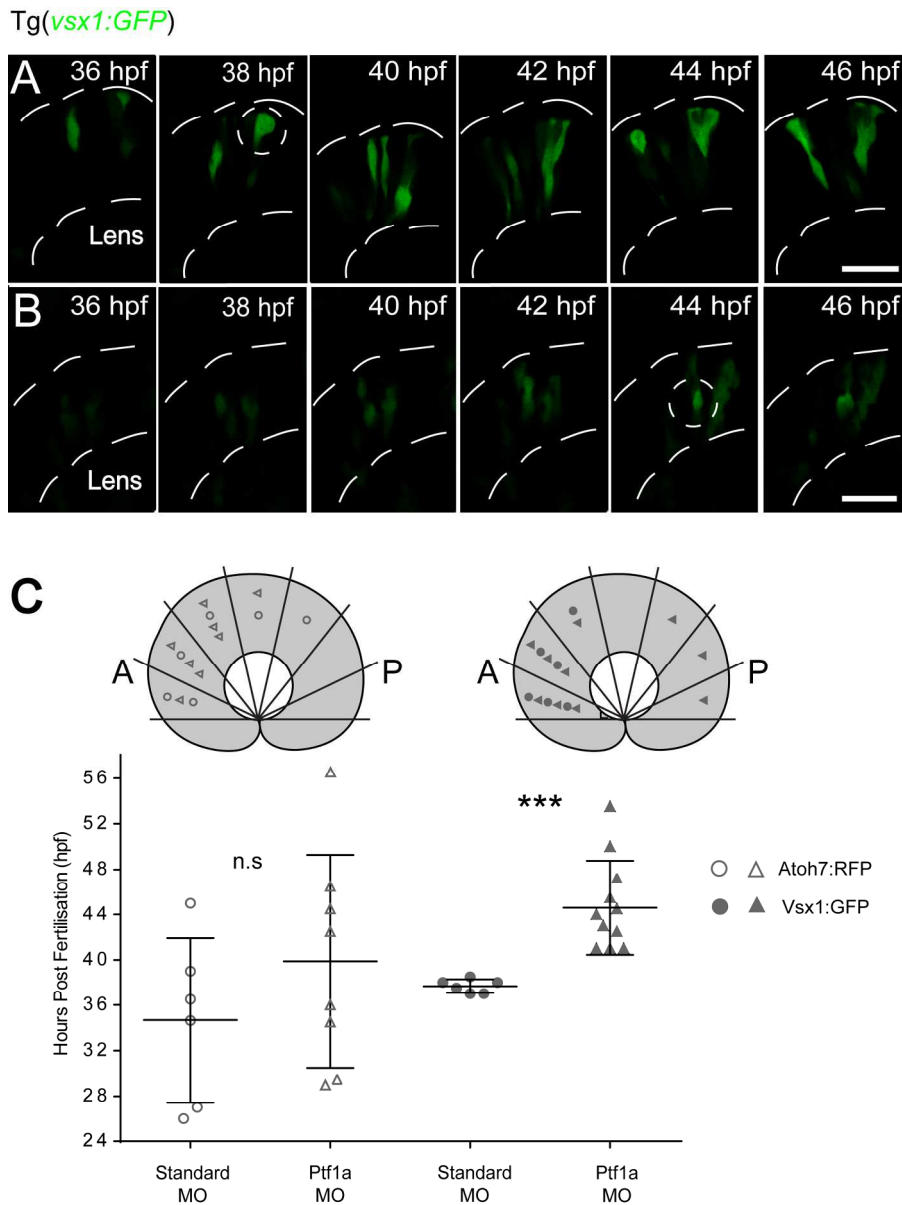 Tg(vsx1:GFP)
A 36 hpf 38 hpf 40 hpf 42 hpf 44 hpf 46 hpf
Lens
B 36 hpf 38 hpf 40 hpf 42 hpf 44 hpf 46 hpf
Lens
C
A P A P
56
52
48
44
40
36
32
28
24
Hours Post Fertilisation (hpf)
n.s
***
Atoh7:RFP
Vsx1:GFP
Standard MO
Ptf1a MO
Standard MO
Ptf1a MO